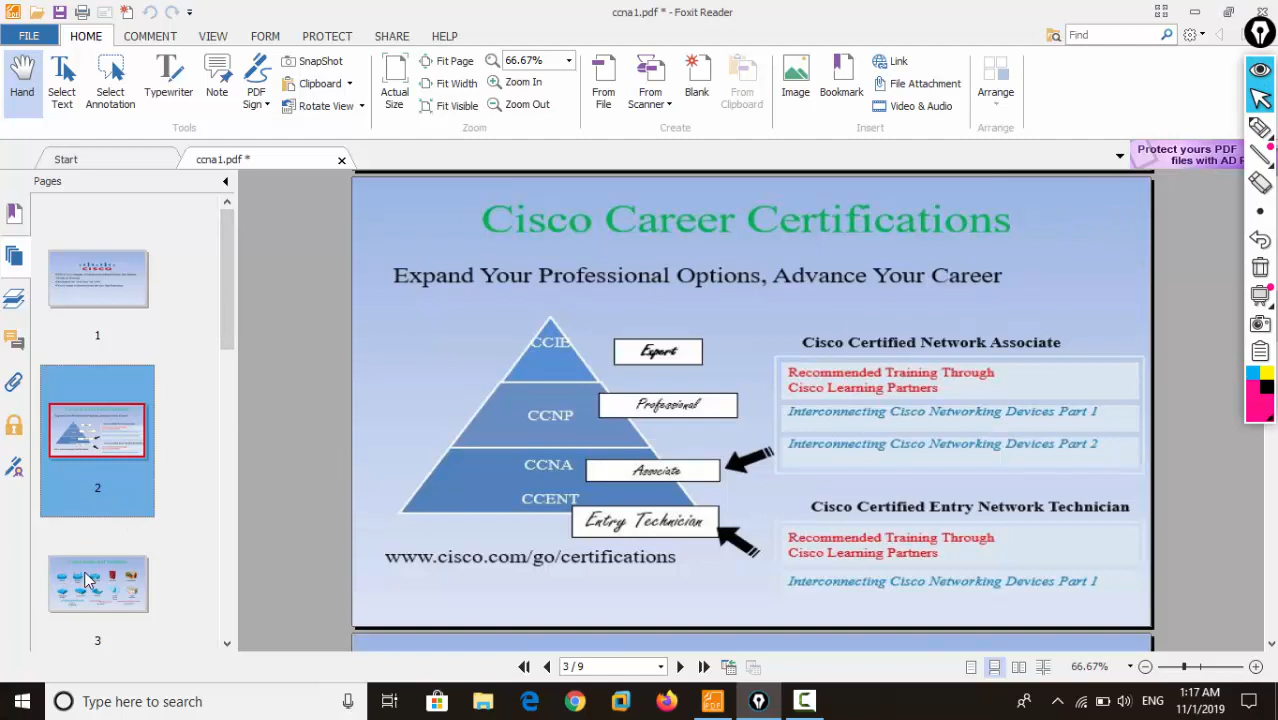 ccna1.pdf * - Foxit Reader
FILE
HOME
COMMENT
VIEW
FORM
PROTECT
SHARE
HELP
Find
Hand
Select
Text
Select
Annotation
Typewriter
Note
PDF
Sign
SnapShot
Clipboard
Rotate View
Tools
Actual
Size
Fit Page
Fit Width
Fit Visible
66.67%
Zoom In
Zoom Out
Zoom
From
File
From
Scanner
Blank
From
Clipboard
Create
Image
Bookmark
Link
File Attachment
Video & Audio
Insert
Arrange
Arrange
Start
ccna1.pdf *
Protect yours PDF
files with AD
Pages
1
2
3
Cisco Career Certifications
Expand Your Professional Options, Advance Your Career
CCIE
Expert
CCNP
Professional
CCNA
Associate
CCENT
Entry Technician
www.cisco.com/go/certifications
Cisco Certified Network Associate
Recommended Training Through
Cisco Learning Partners
Interconnecting Cisco Networking Devices Part 1
Interconnecting Cisco Networking Devices Part 2
Cisco Certified Entry Network Technician
Recommended Training Through
Cisco Learning Partners
Interconnecting Cisco Networking Devices Part 1
3 / 9
66.67%
Type here to search
ENG
1:17 AM
11/1/2019